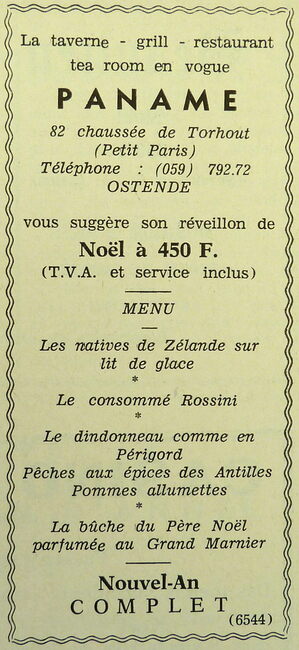 La taverne - grill - restaurant
tea room en vogue
PANAME
82 chaussée de Torhout
(Petit Paris)
Téléphone : (059) 792.72
OSTENDE
vous suggère son réveillon de
Noël à 450 F.
(T.V.A. et service inclus)
MENU
Les natives de Zélande sur
lit de glace
*
Le consommé Rossini
*
Le dindonneau comme en
Périgord
Pêches aux épices des Antilles
Pommes allumettes
*
La bûche du Père Noël
parfumée au Grand Marnier
Nouvel-An
COMPLET
(6544)